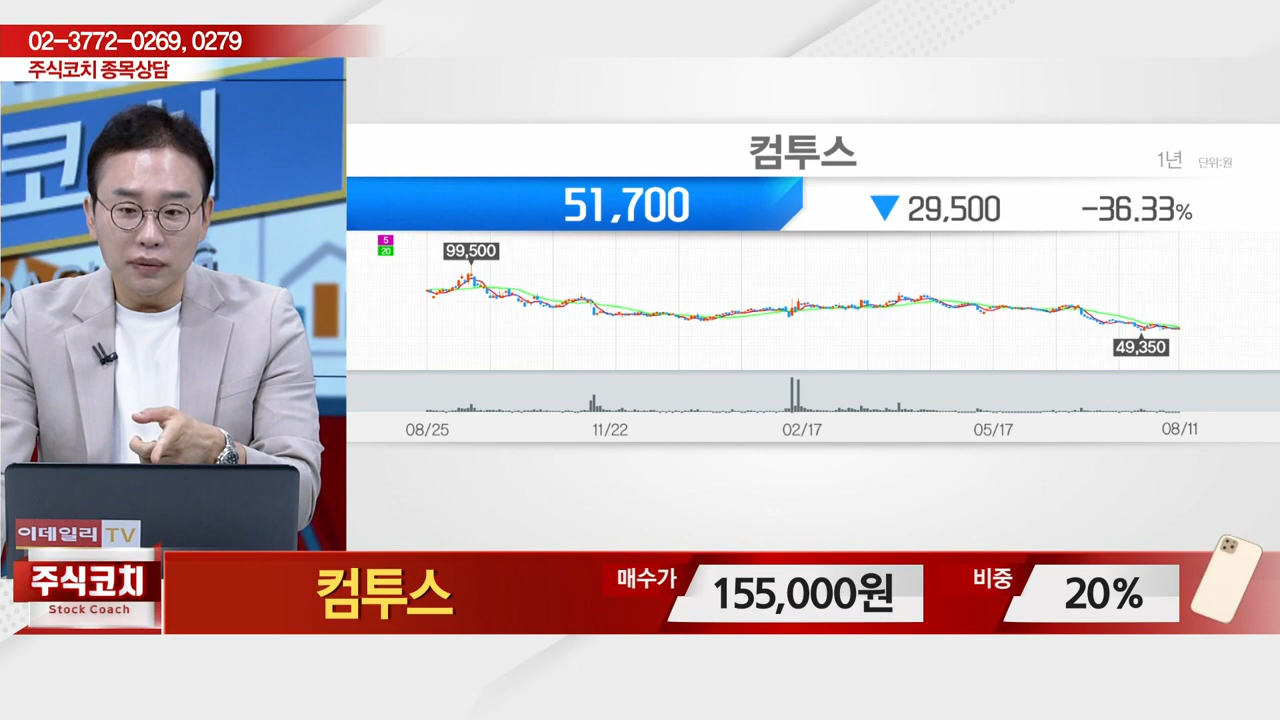 02-3772-0269, 0279
주식코치 종목상담
코치
컴투스
1년 단위:원
51,700
▼ 29,500
-36.33%
5
20
99,500
49,350
08/25
11/22
02/17
05/17
08/11
이데일리 TV
주식코치
Stock Coach
컴투스
매수가
155,000원
비중
20%